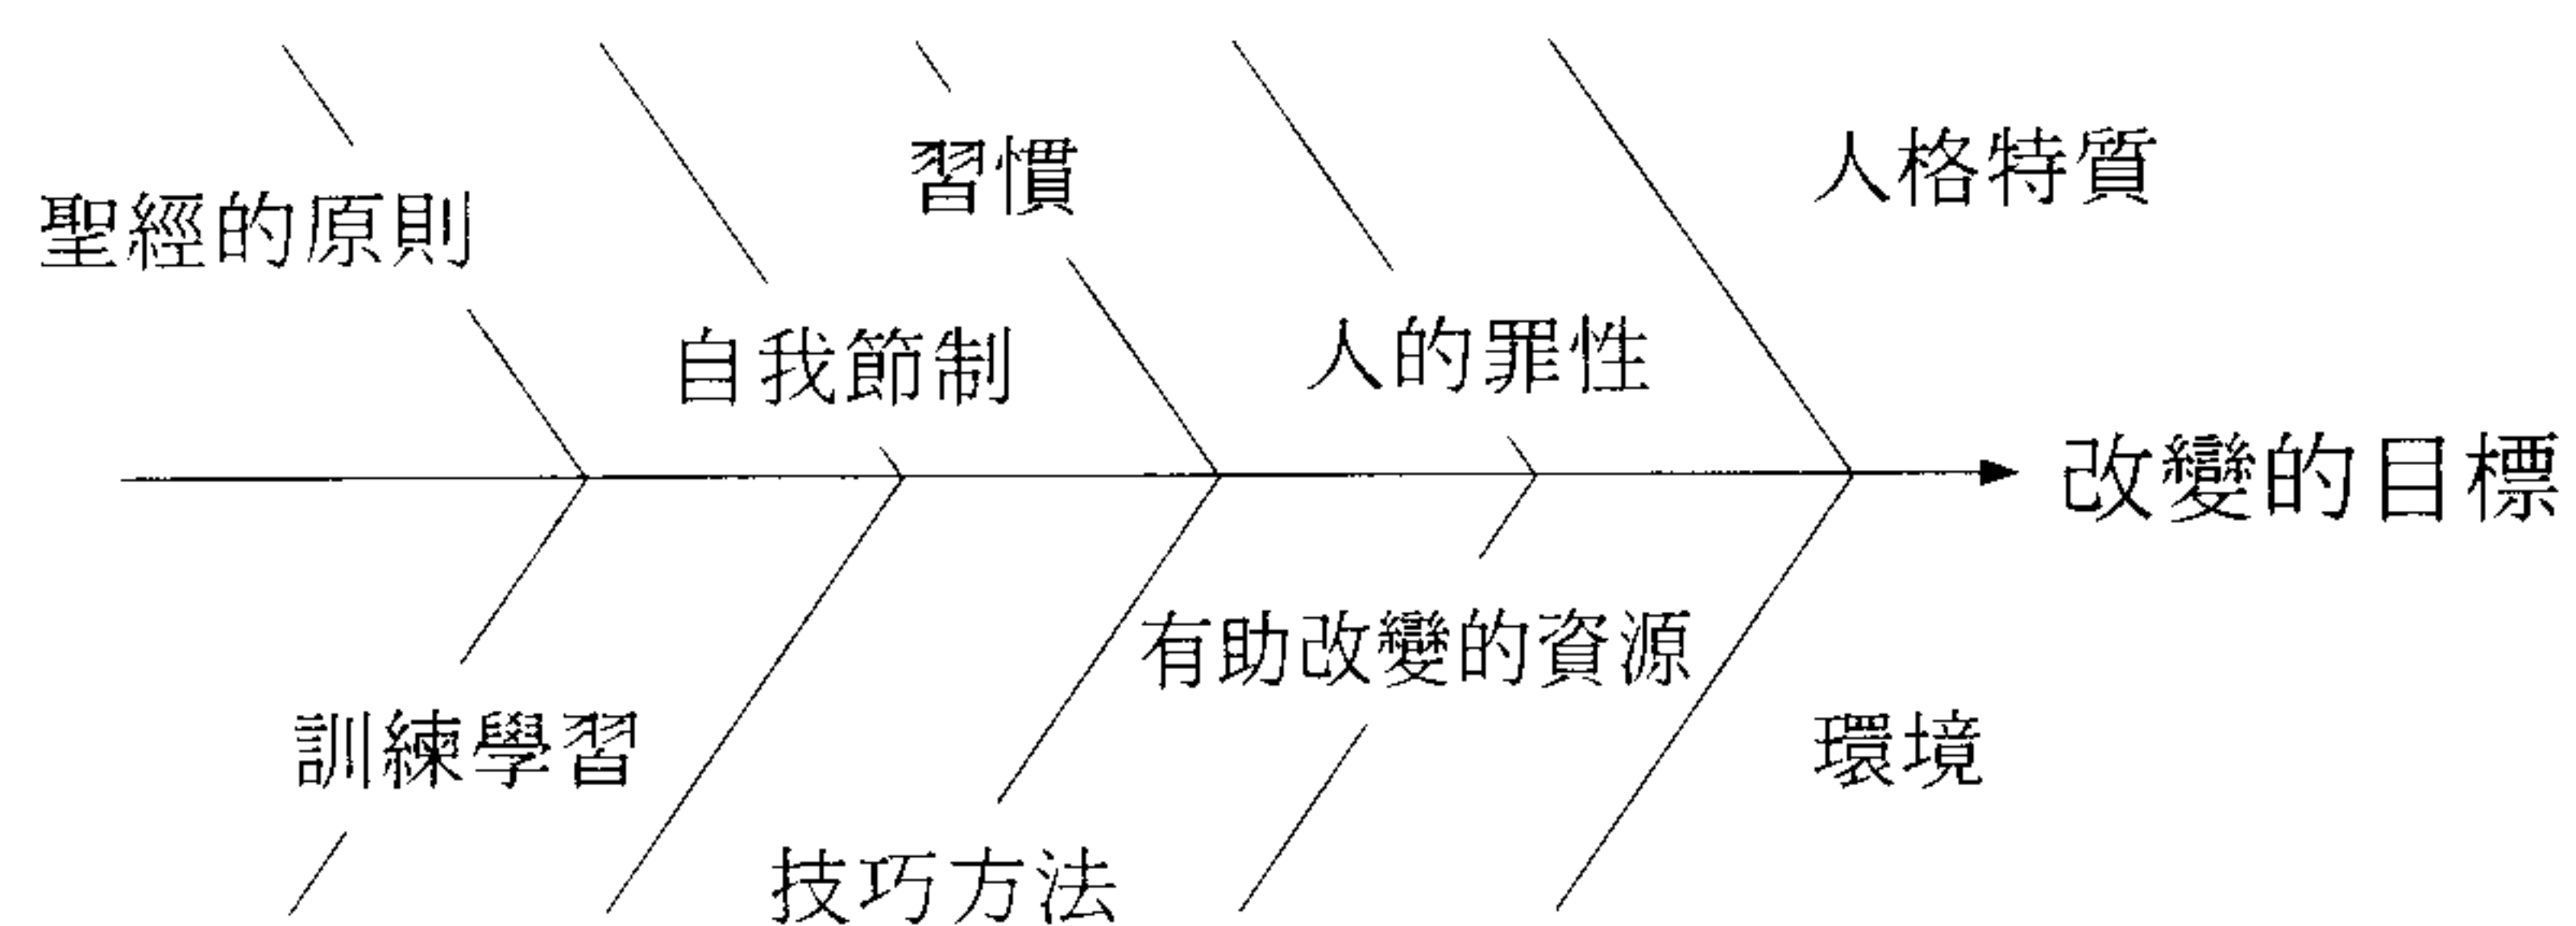 聖經的原則
自我節制
習慣
人的罪性
人格特質
改變的目標
訓練學習
技巧方法
有助改變的資源
環境